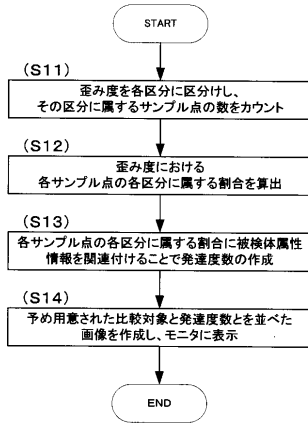 START
(S11)
歪み度を各区分に区分けし、
その区分に属するサンプル点の数をカウント
(S12)
歪み度における
各サンプル点の各区分に属する割合を算出
(S13)
各サンプル点の各区分に属する割合に被検体属性
情報を関連付けることで発達度数の作成
(S14)
予め用意された比較対象と発達度数とを並べた
画像を作成し、モニタに表示
END